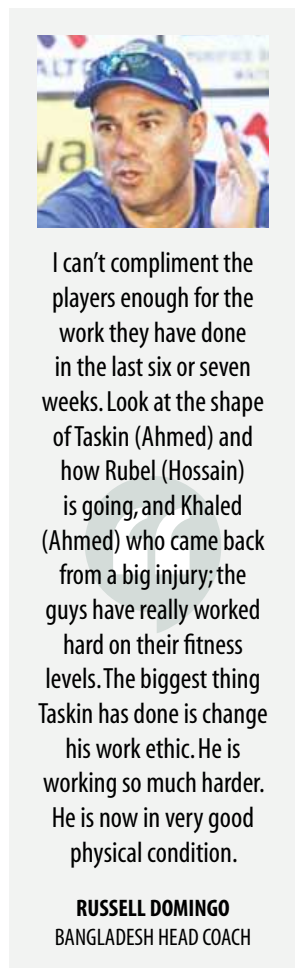 I can’t compliment the
players enough for the
work they have done
in the last six or seven
weeks. Look at the shape
of Taskin (Ahmed) and
how Rubel (Hossain)
is going, and Khaled
(Ahmed) who came back
from a big injury; the
guys have really worked
hard on their fitness
levels. The biggest thing
Taskin has done is change
his work ethic. He is
working so much harder.
He is now in very good
physical condition.
RUSSELL DOMINGO
BANGLADESH HEAD COACH